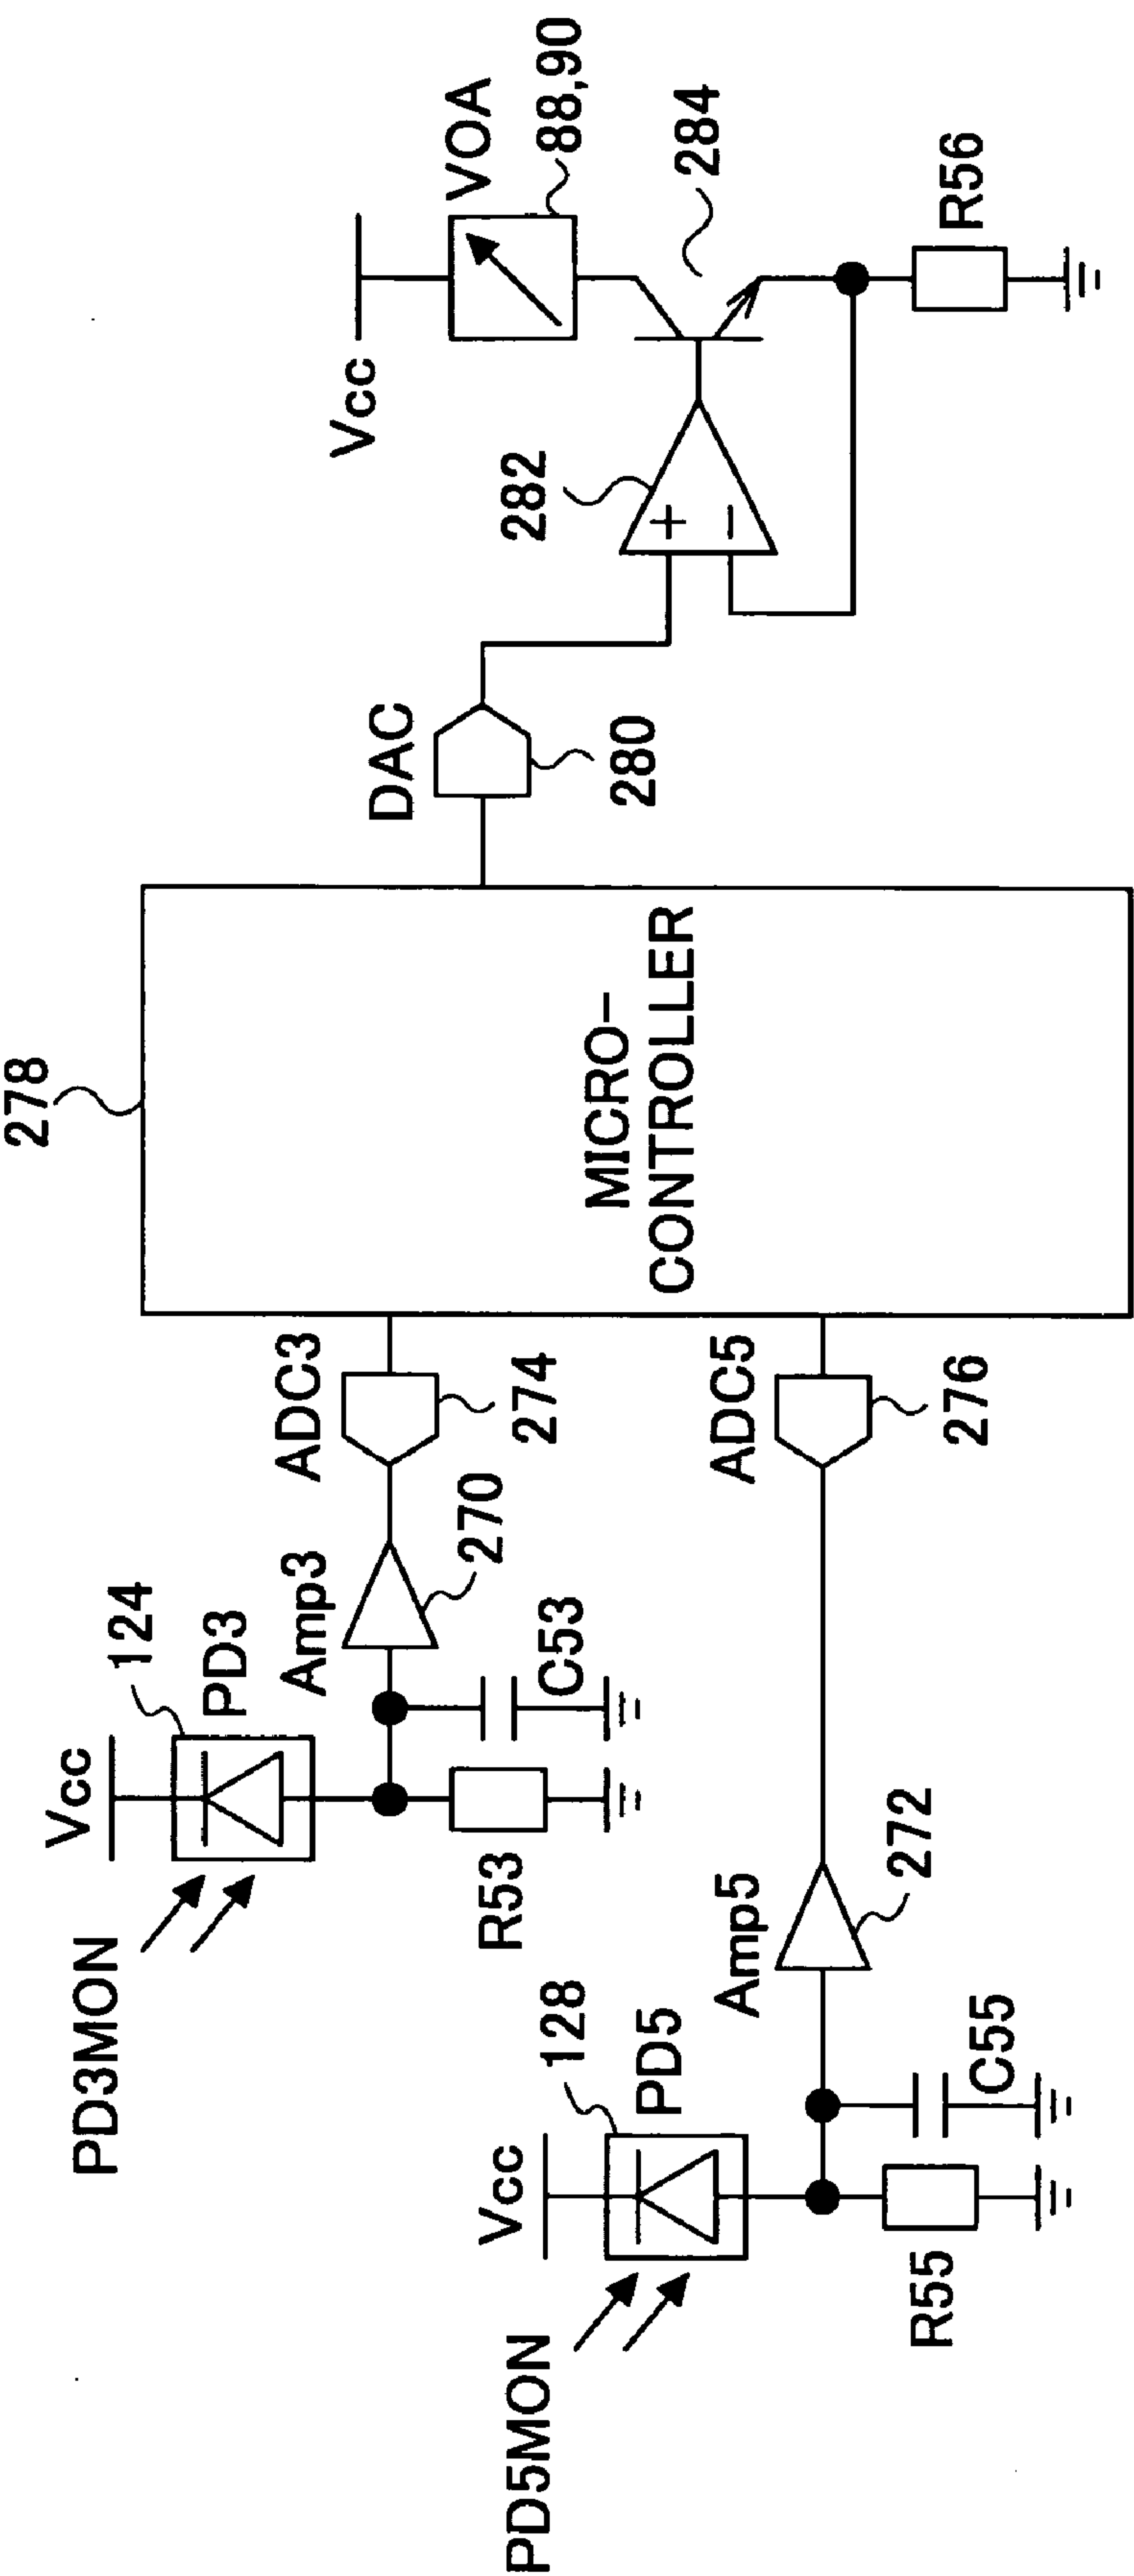 278
Vcc
124
PD3
PD3MON
Amp3
270
ADC3
274
R53
C53
Vcc
128
PD5
PD5MON
Amp5
272
ADC5
276
R55
C55
MICRO–
CONTROLLER
DAC
280
Vcc
VOA
88,90
282
+
−
284
R56